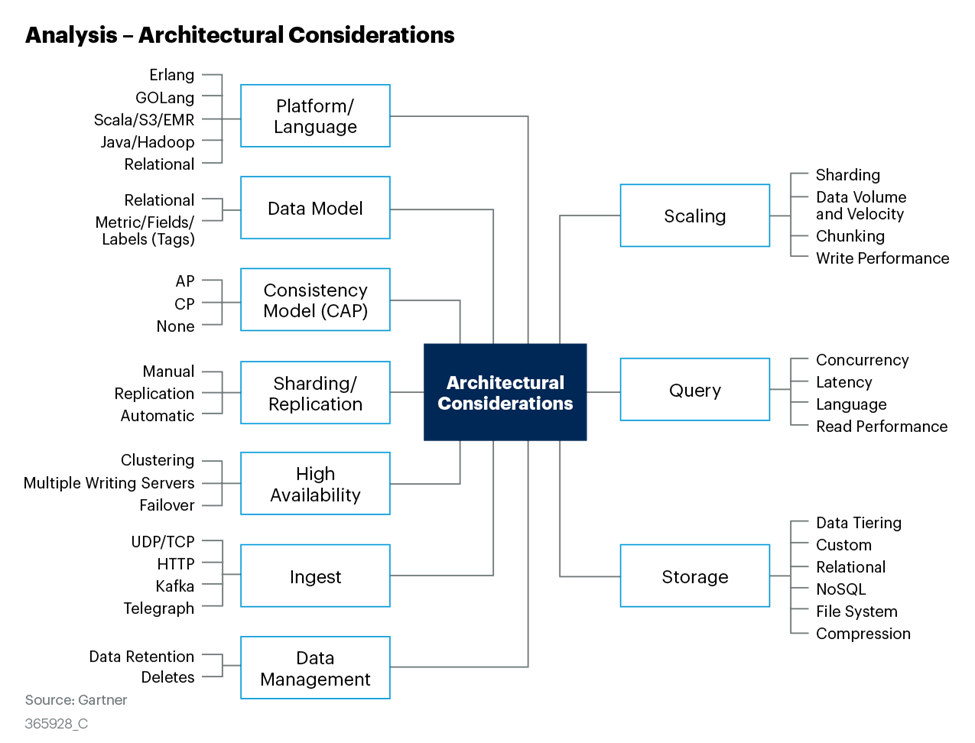 Analysis – Architectural Considerations
Erlang
GOLang
Scala/S3/EMR
Java/Hadoop
Relational
Platform/
Language
Relational
Metric/Fields/
Labels (Tags)
Data Model
AP
CP
None
Consistency
Model (CAP)
Manual
Replication
Automatic
Sharding/
Replication
Clustering
Multiple Writing Servers
Failover
High
Availability
UDP/TCP
HTTP
Kafka
Telegraph
Ingest
Data Retention
Deletes
Data
Management
Architectural
Considerations
Scaling
Sharding
Data Volume
and Velocity
Chunking
Write Performance
Query
Concurrency
Latency
Language
Read Performance
Storage
Data Tiering
Custom
Relational
NoSQL
File System
Compression
Source: Gartner
365928_C